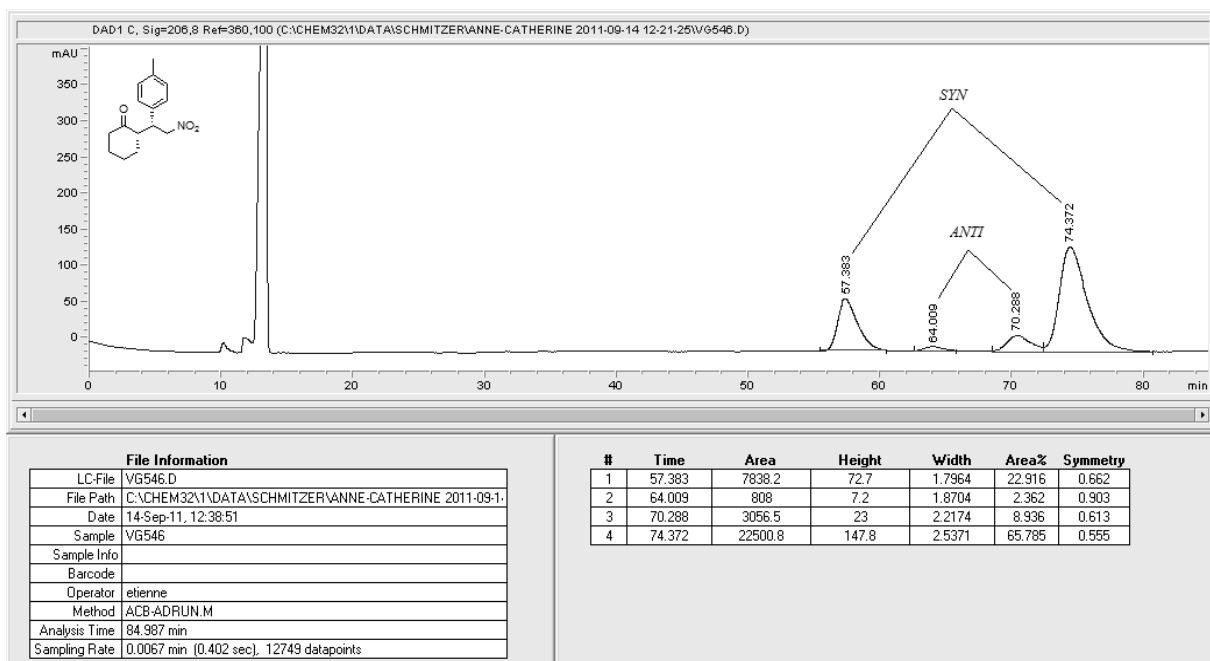 DAD1 C, Sig=206,8 Ref=360,100 (C:\CHEM32\1\DATA\SCHMITZER\ANNE-CATHERINE 2011-09-14 12-21-25\VG546.D)
mAU
350
300
250
200
150
100
50
0
O
NO2
SYN
ANTI
57.383
64.009
70.288
74.372
0 10 20 30 40 50 60 70 80 min
File Information
LC-File VG546.D
File Path C:\CHEM32\1\DATA\SCHMITZER\ANNE-CATHERINE 2011-09-1
Date 14-Sep-11, 12:38:51
Sample VG546
Sample Info
Barcode
Operator etienne
Method ACB-ADRUN.M
Analysis Time 84.987 min
Sampling Rate 0.0067 min (0.402 sec), 12749 datapoints
# Time Area Height Width Area% Symmetry
1 57.383 7838.2 72.7 1.7964 22.916 0.662
2 64.009 808 7.2 1.8704 2.362 0.903
3 70.288 3056.5 23 2.2174 8.936 0.613
4 74.372 22500.8 147.8 2.5371 65.785 0.555